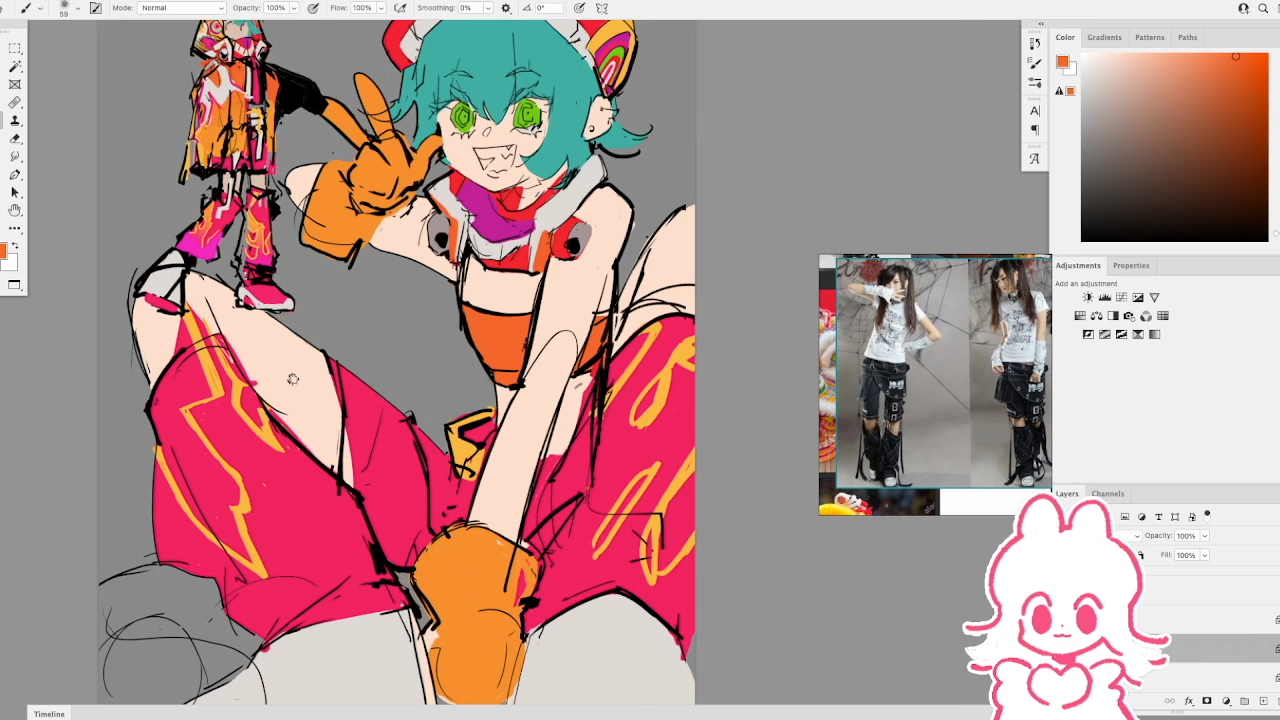 59
Mode:
Normal
Opacity: 100%
Flow: 100%
Smoothing: 0%
0°
Color
Gradients
Patterns
Paths
Adjustments
Properties
Add an adjustment
Layers
Channels
Opacity: 100%
Fill: 100%
Timeline